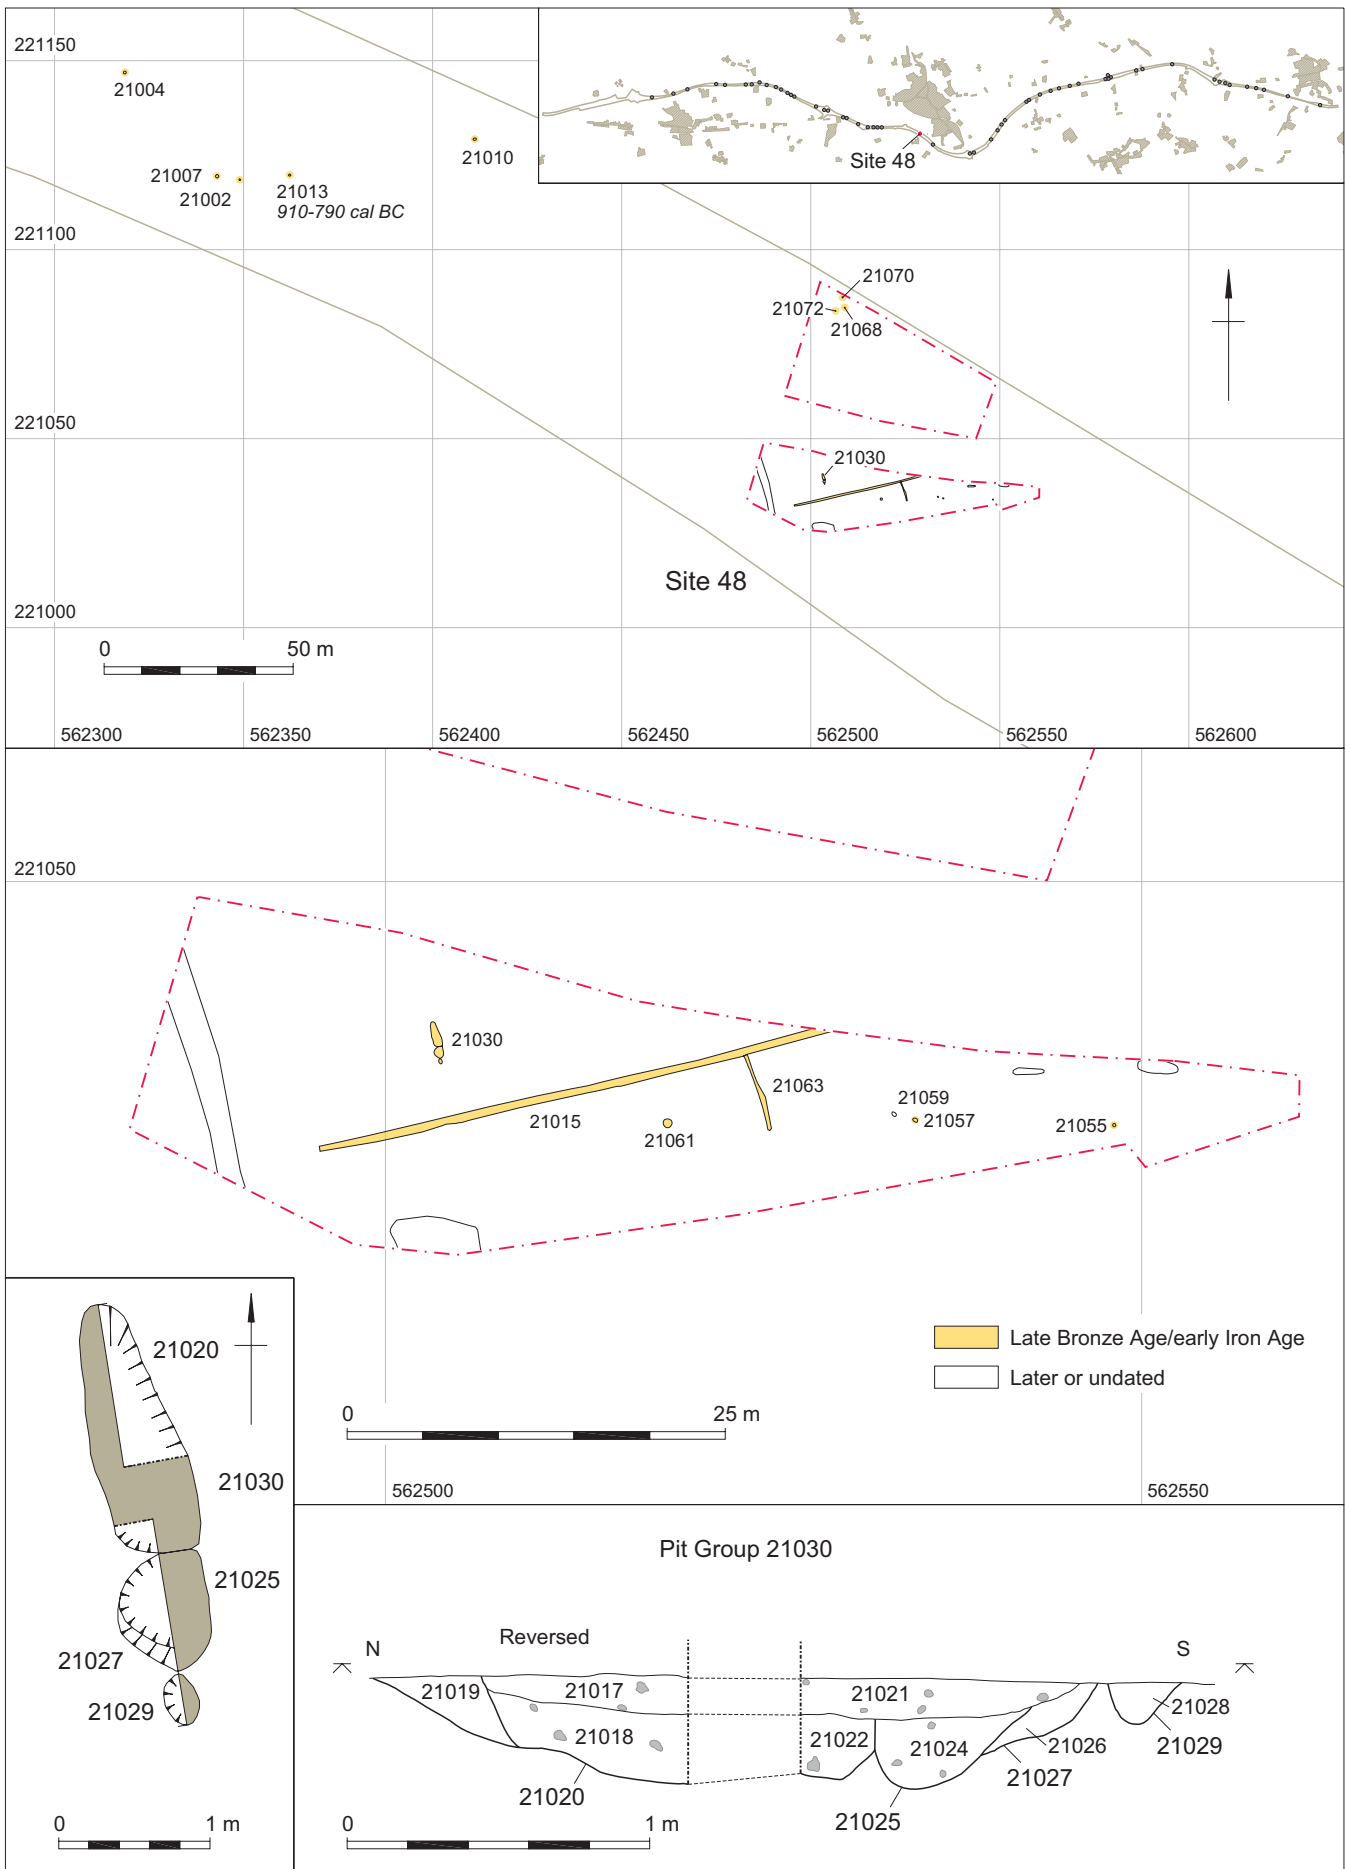 221150
21004
21010
21007
21002
21013
910-790 cal BC
Site 48
221100
21070
21072
21068
221050
21030
Site 48
221000
0 50 m
562300 562350 562400 562450 562500 562550 562600
221050
21030
21015
21063
21061
21059
21057
21055
Late Bronze Age/early Iron Age
Later or undated
0 25 m
562500 562550
21020
21030
21025
21027
21029
0 1 m
Pit Group 21030
Reversed
N S
21019 21017 21021 21028
21018 21022 21024 21026
21029
21027
21020
21025
0 1 m